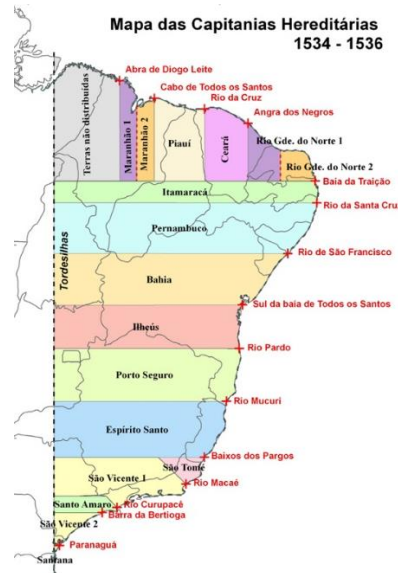 Mapa das Capitanias Hereditárias
1534 - 1536
Abra de Diogo Leite
Cabo de Todos os Santos
Rio da Cruz
Angra dos Negros
Terras não distribuídas
Maranhão 1
Maranhão 2
Piauí
Ceará
Rio Gde. do Norte 1
Rio Gde. do Norte 2
Baia da Traição
Itamaracá
Rio da Santa Cru
Pernambuco
Rio de São Francisco
Tordesilhas
Bahia
Sul da baia de Todos os Santos
Ilhéus
Rio Pardo
Porto Seguro
Rio Mucuri
Espírito Santo
Baixos dos Pargos
São Tomé
São Vicente 1
Rio Macaé
Santo Amaro
Rio Curupacê
São Vicente 2
Barra da Bertioga
Paranaguá
Santana